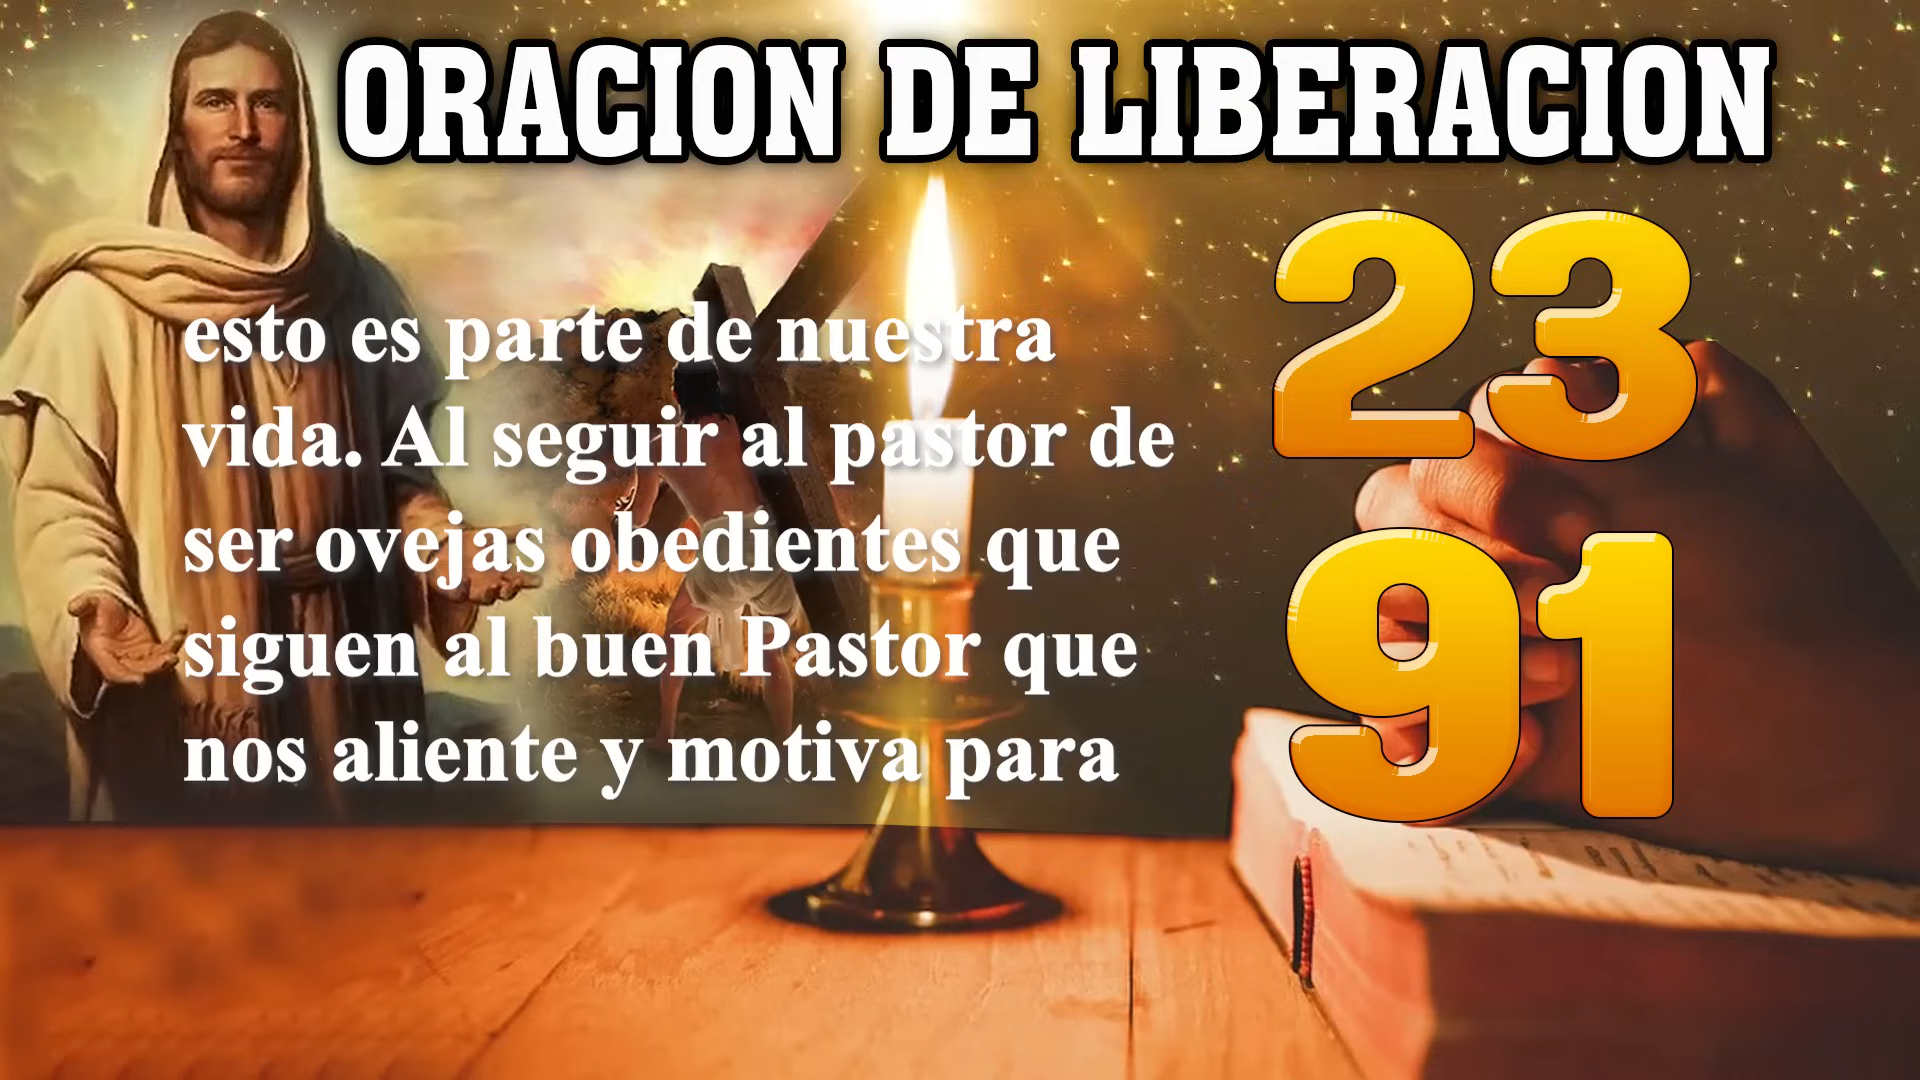 ORACION DE LIBERACION
esto es parte de nuestra
vida. Al seguir al pastor de
ser ovejas obedientes que
siguen al buen Pastor que
nos aliente y motiva para
23
91